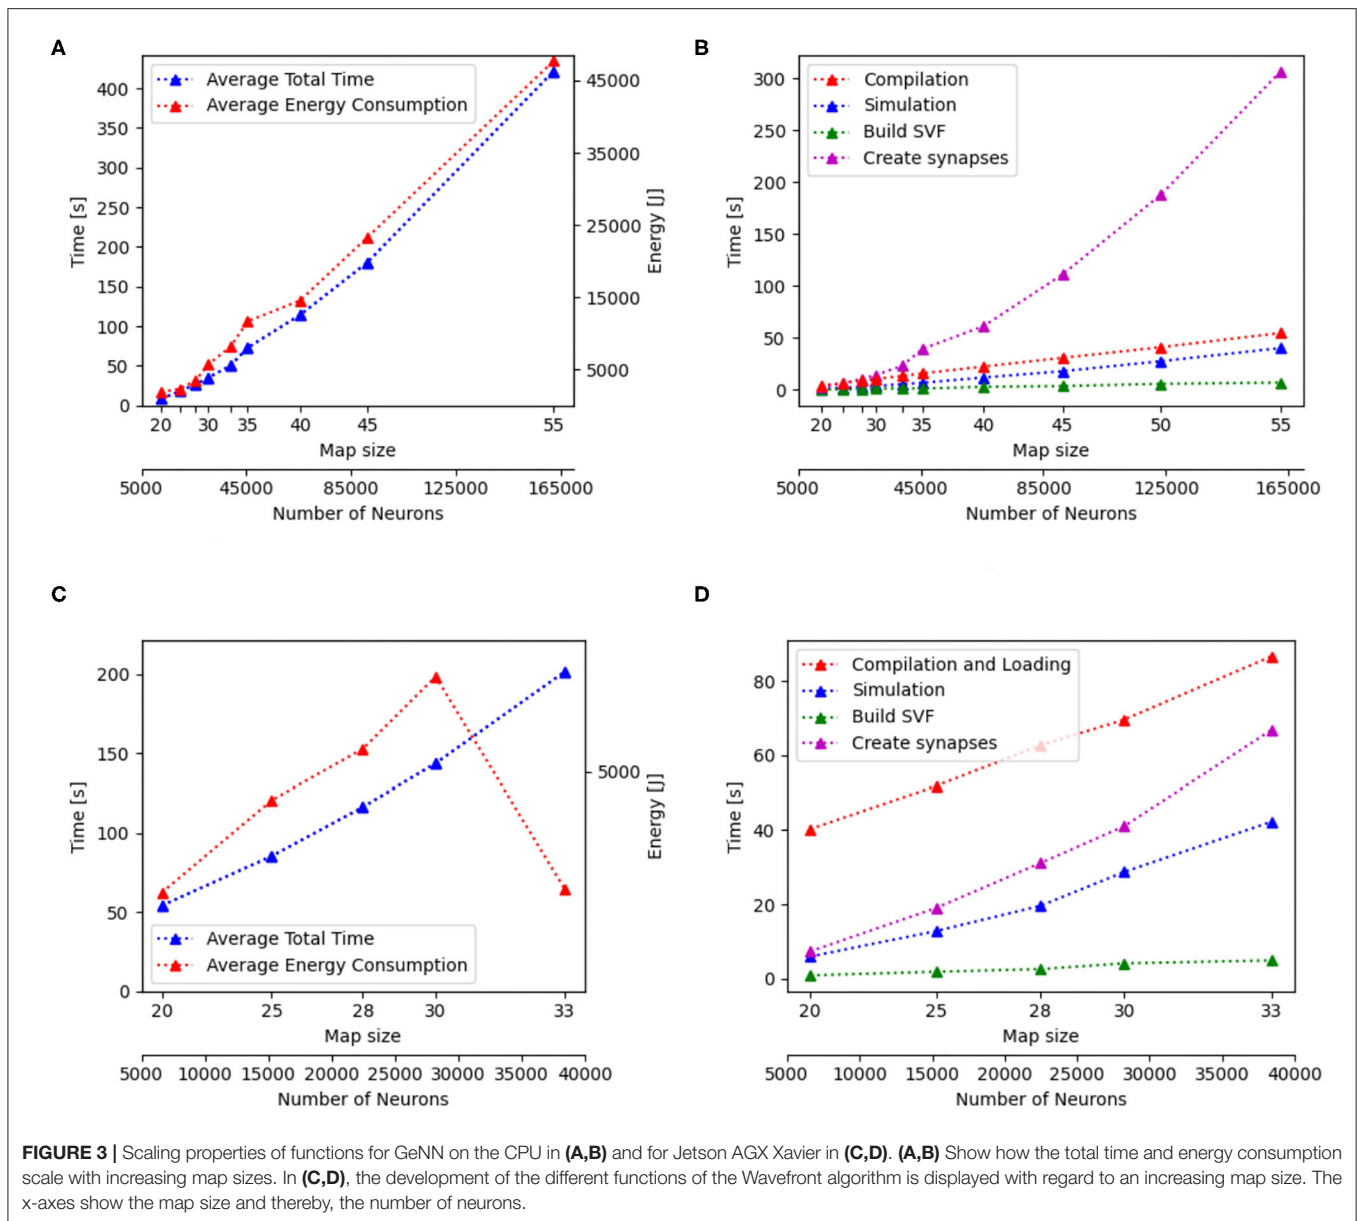 A
Average Total Time
Average Energy Consumption
400
350
300
250
200
150
100
50
0
Time [s]
45000
35000
25000
15000
5000
Energy [J]
20 30 35 40 45 55
Map size
5000 45000 85000 125000 165000
Number of Neurons
B
Compilation
Simulation
Build SVF
Create synapses
300
250
200
150
100
50
0
Time [s]
20 30 35 40 45 50 55
Map size
5000 45000 85000 125000 165000
Number of Neurons
C
200
150
100
50
0
Time [s]
5000
Energy [J]
Average Total Time
Average Energy Consumption
20 25 28 30 33
Map size
5000 10000 15000 20000 25000 30000 35000 40000
Number of Neurons
D
Compilation and Loading
Simulation
Build SVF
Create synapses
80
60
40
20
0
Time [s]
20 25 28 30 33
Map size
5000 10000 15000 20000 25000 30000 35000 40000
Number of Neurons
FIGURE 3 | Scaling properties of functions for GeNN on the CPU in (A,B) and for Jetson AGX Xavier in (C,D). (A,B) Show how the total time and energy consumption
scale with increasing map sizes. In (C,D), the development of the different functions of the Wavefront algorithm is displayed with regard to an increasing map size. The
x-axes show the map size and thereby, the number of neurons.